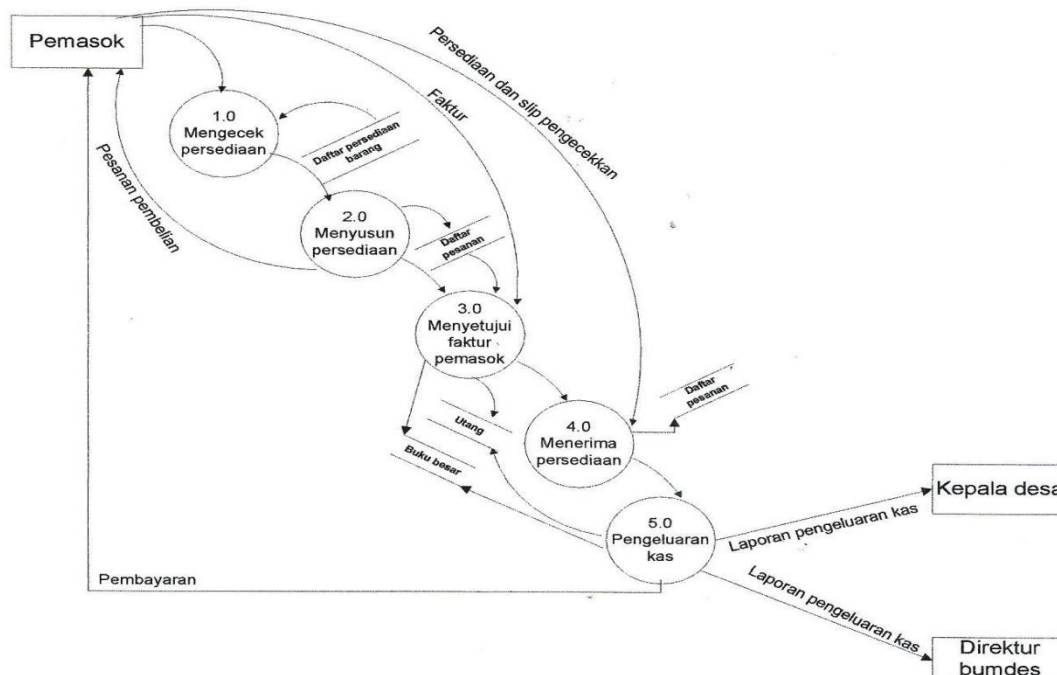 Pemasok
Persediaan dan slip pengecekkan
Faktur
1.0
Mengecek
persediaan
Daftar persediaan
barang
Pesanan pembelian
2.0
Menyusun
persediaan
Daftar
pesanan
3.0
Menyetujui
faktur
pemasok
Daftar
pesanan
4.0
Menerima
persediaan
Utang
Buku besar
Kepala desa
5.0
Pengeluaran
kas
Laporan pengeluaran kas
Laporan pengeluaran kas
Pembayaran
Direktur
bumdes